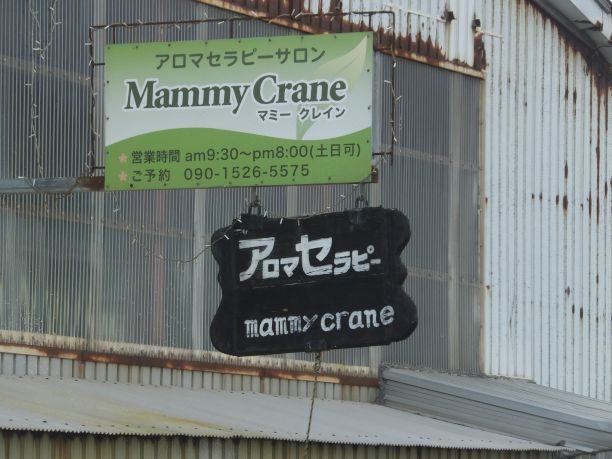 アロマセラピーサロン
Mammy Crane
マミー クレイン
★営業時間 am9:30〜pm8:00(土日可)
★ご予約 090-1526-5575
アロマセラピー
mammy crane